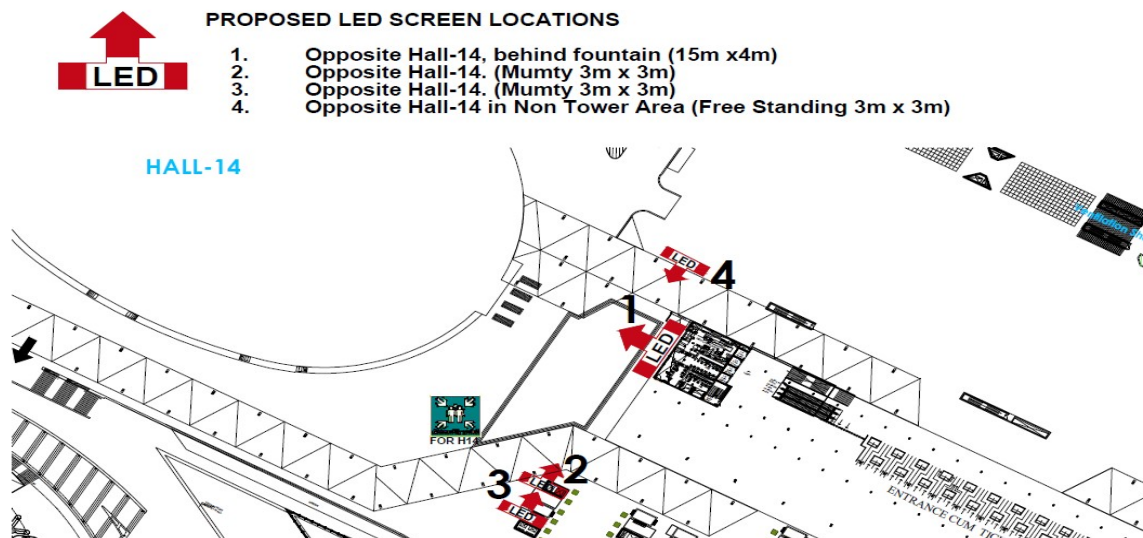 PROPOSED LED SCREEN LOCATIONS
LED
1. Opposite Hall-14, behind fountain (15m x4m)
2. Opposite Hall-14. (Mumty 3m x 3m)
3. Opposite Hall-14. (Mumty 3m x 3m)
4. Opposite Hall-14 in Non Tower Area (Free Standing 3m x 3m)
HALL-14
LED
4
1
LED
FOR H14
2
LED
3
LED
ENTRANCE CUM